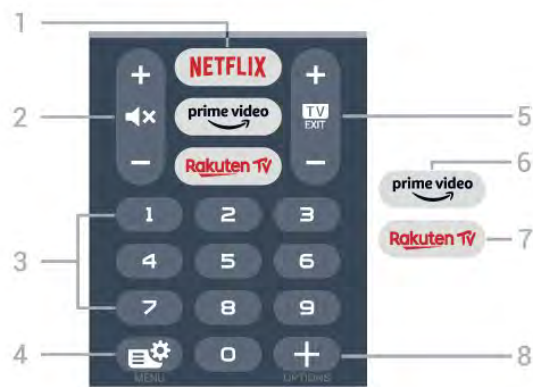 1
NETFLIX
+ +
2
prime video
TV
EXIT
5
- -
Rakuten TV
6
prime video
Rakuten TV
7
3
1 2 3
4 5 6
7 8 9
4
0
+
8
MENU OPTIONS